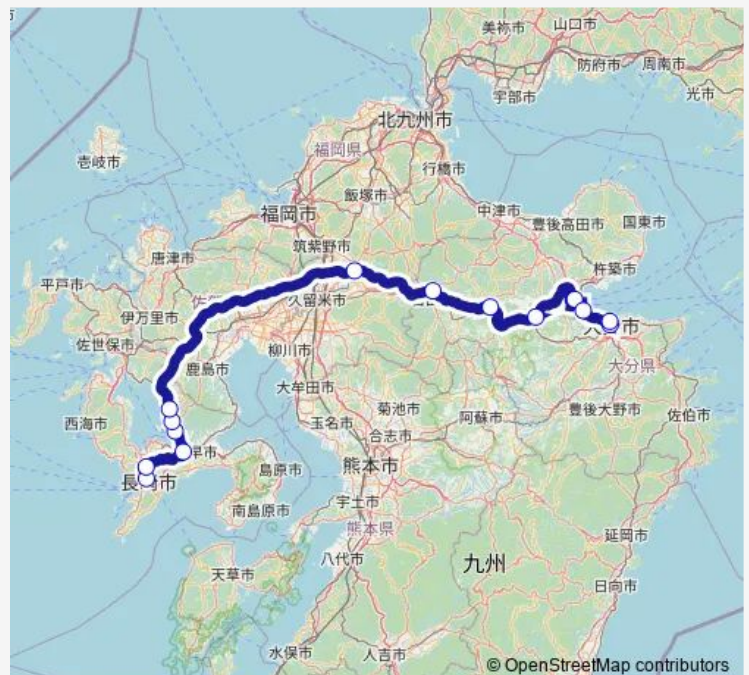 美祢市
山口市
防府市
周南市
光市
宇部市
北九州市
福岡県
壱岐市
行橋市
飯塚市
中津市
福岡市
豊後高田市
国東市
筑紫野市
唐津市
杵築市
平戸市
久留米市
伊万里市
佐世保市
柳川市
鹿島市
大分県
大牟田市
菊池市
豊後大野市
西海市
玉名市
阿蘇市
佐伯市
合志市
早市
島原市
熊本市
長崎市
南島原市
宇土市
熊本県
延岡市
八代市
九州
天草市
日向市
水俣市
人吉市
© OpenStreetMap contributors